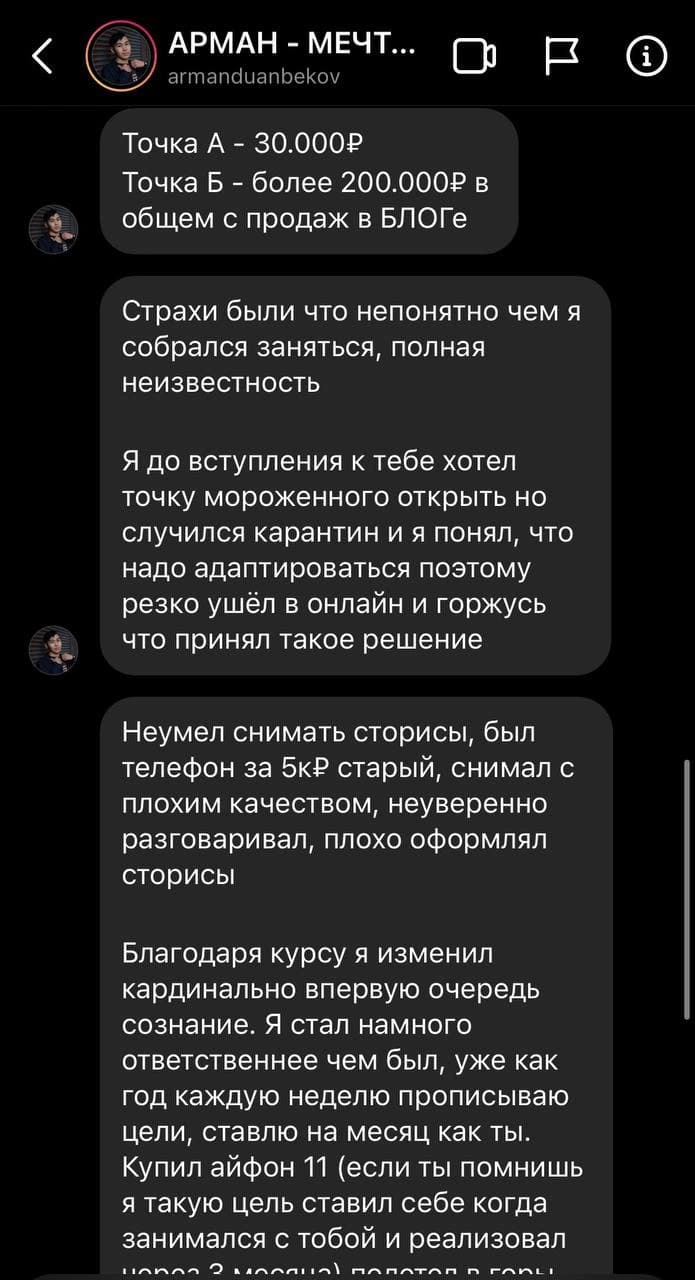 АРМАН - МЕЧТ...
armanduanbekov
Точка А - 30.000₽
Точка Б - более 200.000₽ в
общем с продаж в БЛОГе
Страхи были что непонятно чем я
собрался заняться, полная
неизвестность
Я до вступления к тебе хотел
точку мороженного открыть но
случился карантин и я понял, что
надо адаптироваться поэтому
резко ушёл в онлайн и горжусь
что принял такое решение
Неумел снимать сторисы, был
телефон за 5к₽ старый, снимал с
плохим качеством, неуверенно
разговаривал, плохо оформлял
сторисы
Благодаря курсу я изменил
кардинально впервую очередь
сознание. Я стал намного
ответственнее чем был, уже как
год каждую неделю прописываю
цели, ставлю на месяц как ты.
Купил айфон 11 (если ты помнишь
я такую цель ставил себе когда
занимался с тобой и реализовал
через 3 месяца)